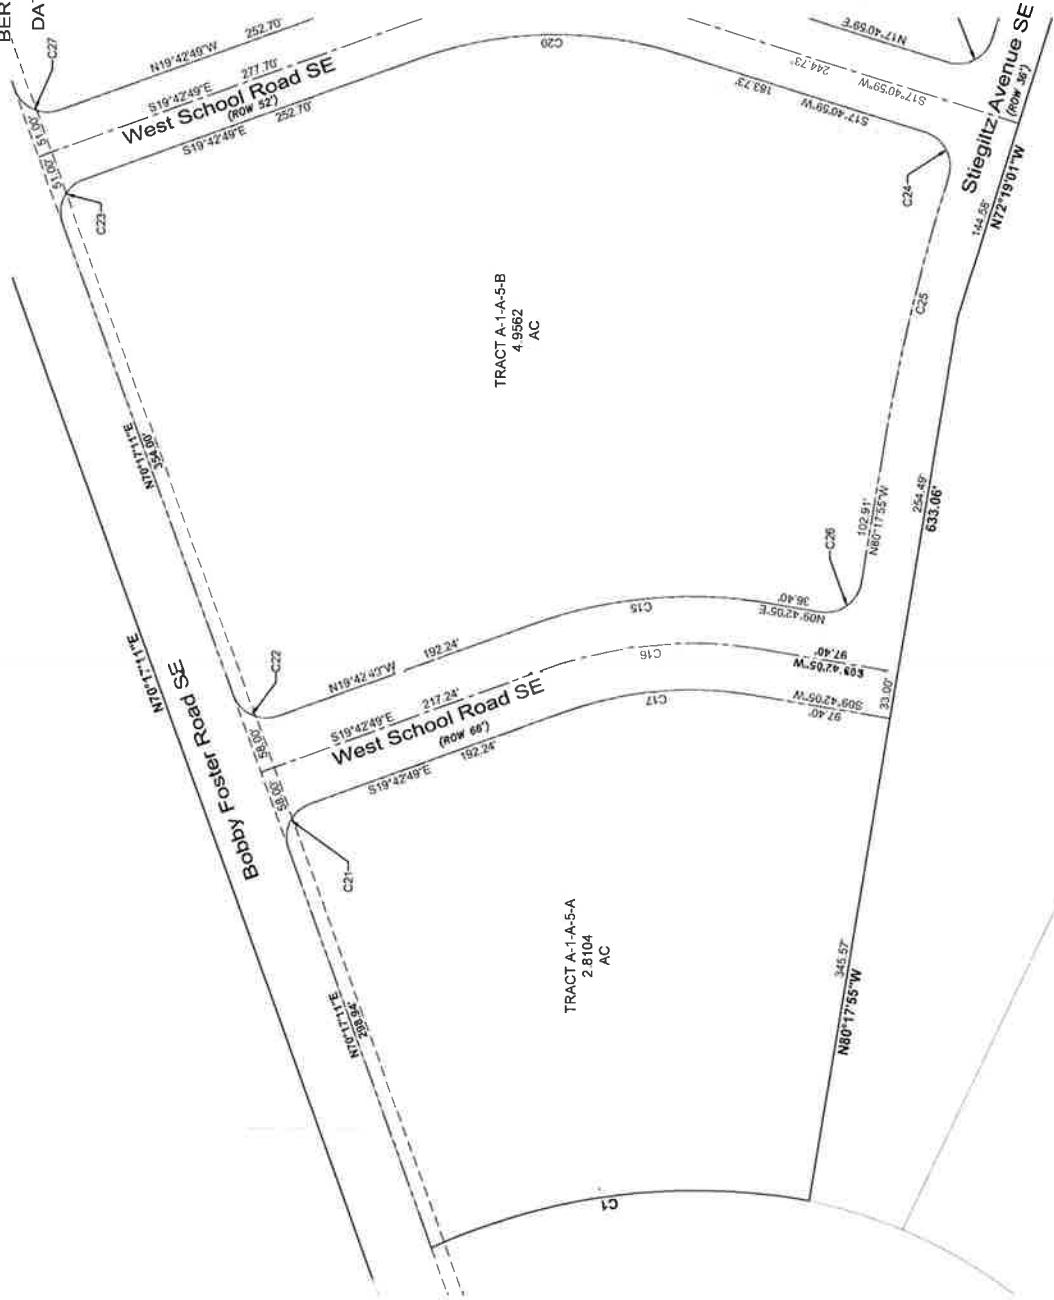 BER
DA
C27
N19°42'49"W
252.70'
S19°42'49"E
277.70'
West School Road SE
(ROW 52')
S19°42'49"E
252.70'
51.00'
51.00'
C23
C20
S17°40'59"W
183.73'
244.73'
S17°40'59"W
N17°40'59"E
Stiegiltz Avenue SE
(ROW 36')
C24
144.58'
N72°19'01"W
C25
TRACT A-1-A-5-B
4.9562
AC
N70°17'11"E
354.00'
N70°17'11"E
Bobby Foster Road SE
C22
58.00'
58.00'
N19°42'43"W
192.24'
S19°42'49"E
217.24'
West School Road SE
(ROW 66')
S19°42'49"E
192.24'
C15
C16
C17
C26
36.40'
N09°42'05"E
102.91'
N80°17'55"W
254.49'
633.06'
97.40'
S09°42'05"W
S09°42'05"W
97.40'
33.00'
C21
TRACT A-1-A-5-A
2.8104
AC
N70°17'11"E
298.94'
345.57'
N80°17'55"W
C1